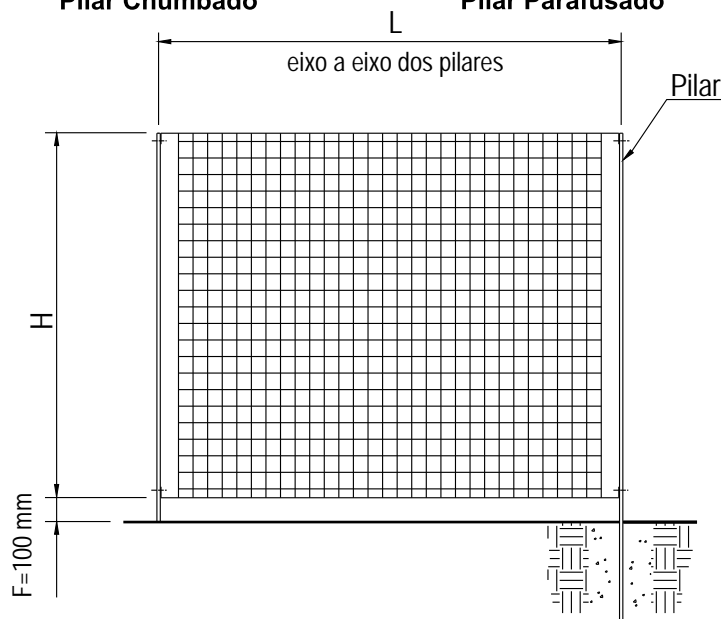 Pilar Chumbado
Pilar Parafusado
L
eixo a eixo dos pilares
Pilar
H
F=100 mm